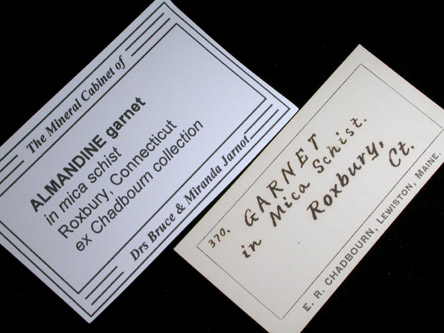 The Mineral Cabinet of
ALMANDINE garnet
in mica schist
Roxbury, Connecticut
ex Chadbourn collection
Drs Bruce & Miranda Jarnot
370. GARNET
in Mica Schist.
Roxbury,
Ct.
E. R. CHADBOURN, LEWISTON, MAINE.